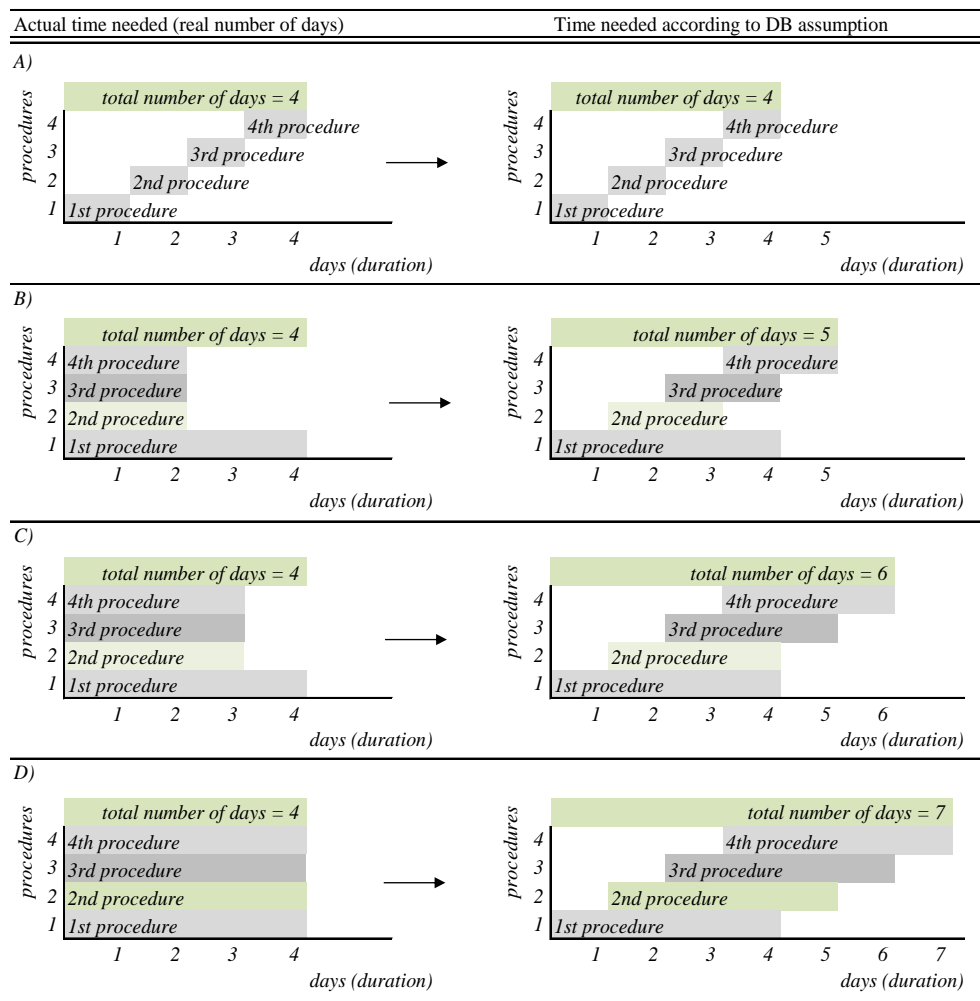 Actual time needed (real number of days) Time needed according to DB assumption
A)
procedures
total number of days = 4
4 4th procedure
3 3rd procedure
2 2nd procedure
1 1st procedure
1 2 3 4
days (duration)
procedures
total number of days = 4
4 4th procedure
3 3rd procedure
2 2nd procedure
1 1st procedure
1 2 3 4 5
days (duration)
B)
procedures
total number of days = 4
4 4th procedure
3 3rd procedure
2 2nd procedure
1 1st procedure
1 2 3 4
days (duration)
procedures
total number of days = 5
4 4th procedure
3 3rd procedure
2 2nd procedure
1 1st procedure
1 2 3 4 5
days (duration)
C)
procedures
total number of days = 4
4 4th procedure
3 3rd procedure
2 2nd procedure
1 1st procedure
1 2 3 4
days (duration)
procedures
total number of days = 6
4 4th procedure
3 3rd procedure
2 2nd procedure
1 1st procedure
1 2 3 4 5 6
days (duration)
D)
procedures
total number of days = 4
4 4th procedure
3 3rd procedure
2 2nd procedure
1 1st procedure
1 2 3 4
days (duration)
procedures
total number of days = 7
4 4th procedure
3 3rd procedure
2 2nd procedure
1 1st procedure
1 2 3 4 5 6 7
days (duration)